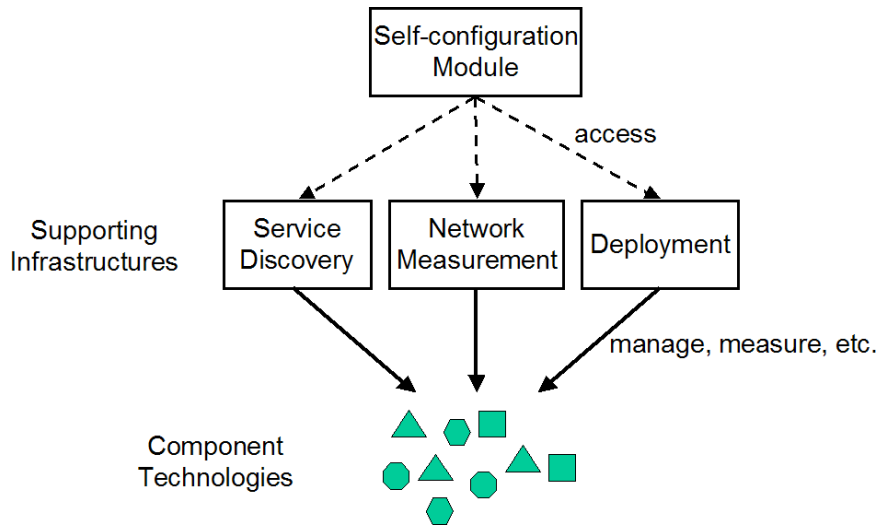 Self-configuration
Module
access
Supporting
Infrastructures
Service
Discovery
Network
Measurement
Deployment
manage, measure, etc.
Component
Technologies